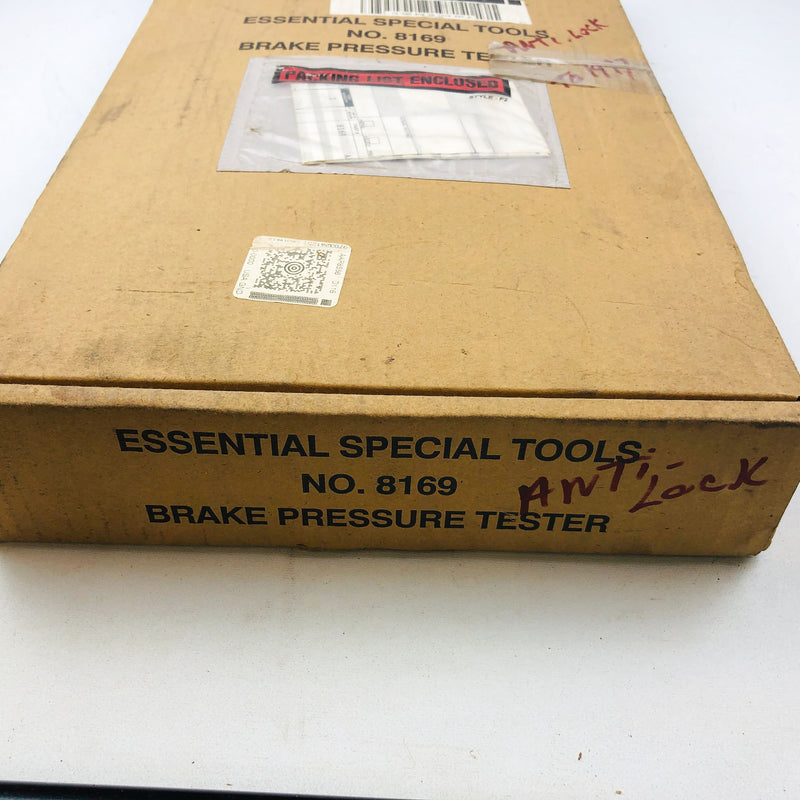 ESSENTIAL SPECIAL TOOLS
NO. 8169
BRAKE PRESSURE TESTER
ANTI-LOCK
PACKING LIST ENCLOSED
ESSENTIAL SPECIAL TOOLS
NO. 8169
BRAKE PRESSURE TESTER
ANTI-LOCK